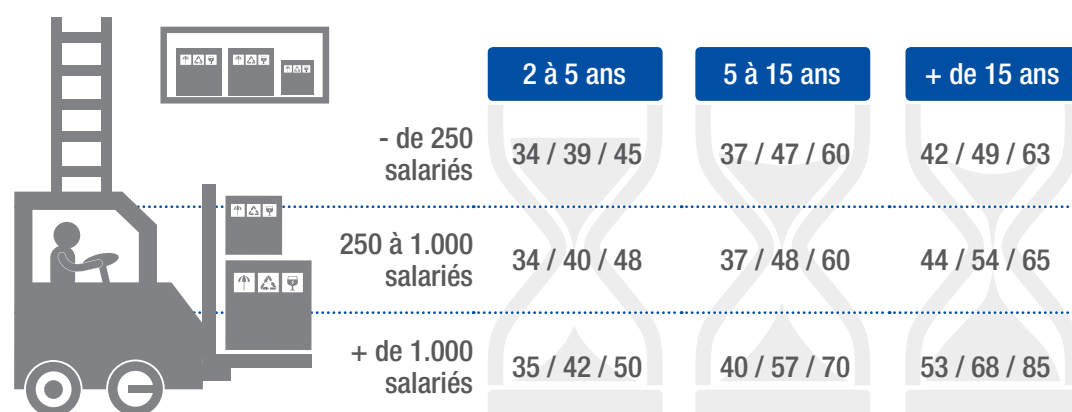 2 à 5 ans
5 à 15 ans
+ de 15 ans
- de 250
salariés
34 / 39 / 45
37 / 47 / 60
42 / 49 / 63
250 à 1.000
salariés
34 / 40 / 48
37 / 48 / 60
44 / 54 / 65
+ de 1.000
salariés
35 / 42 / 50
40 / 57 / 70
53 / 68 / 85